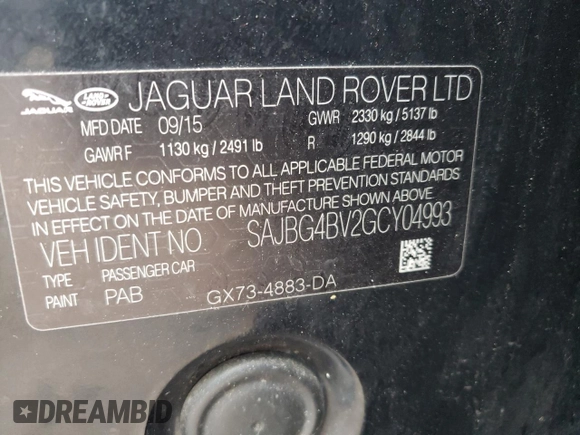 JAGUAR LAND-ROVER JAGUAR LAND ROVER LTD
MFD DATE 09/15 GVWR 2330 kg / 5137 lb
GAWR F 1130 kg / 2491 lb R 1290 kg / 2844 lb
THIS VEHICLE CONFORMS TO ALL APPLICABLE FEDERAL MOTOR
VEHICLE SAFETY, BUMPER AND THEFT PREVENTION STANDARDS
IN EFFECT ON THE DATE OF MANUFACTURE SHOWN ABOVE.
VEH IDENT NO. SAJBG4BV2GCY04993
TYPE PASSENGER CAR
PAINT PAB GX73-4883-DA
DREAMBID